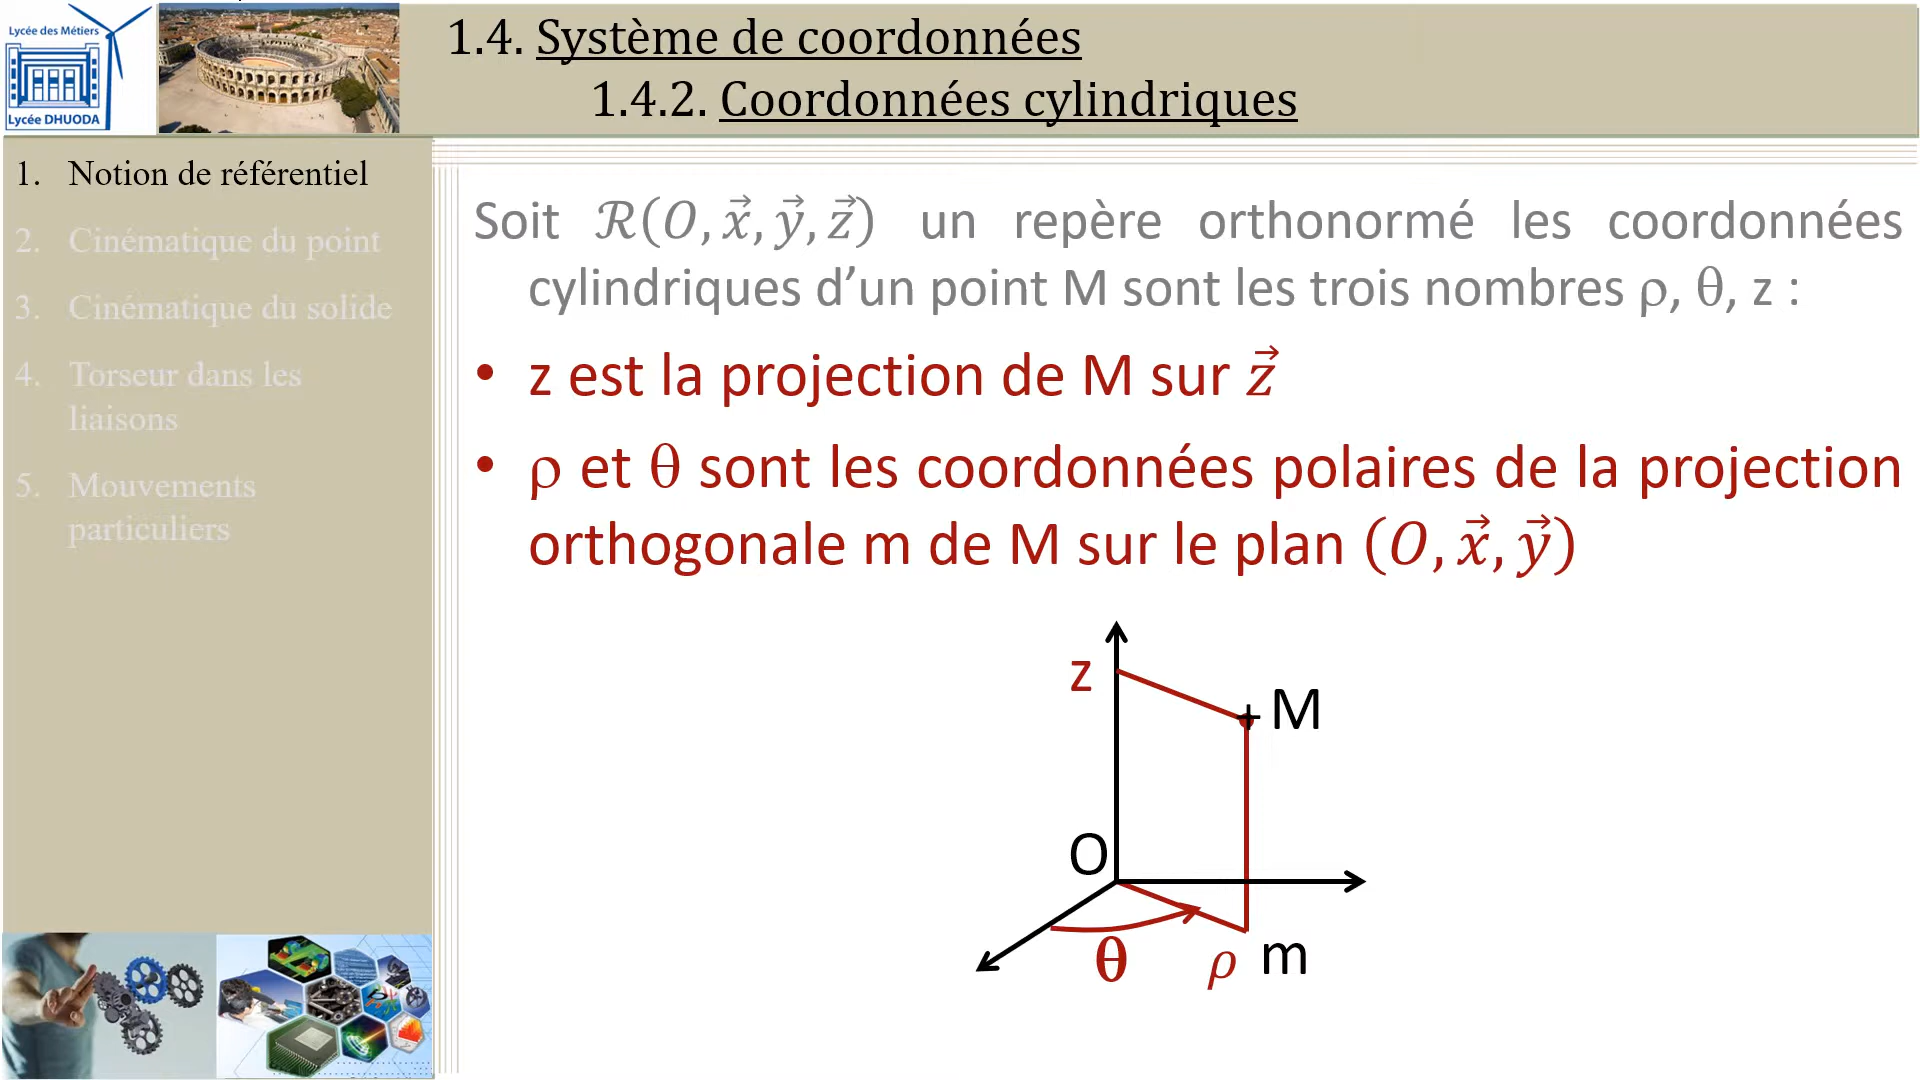 Lycée des Métiers
Lycée DHUODA
1.4. Système de coordonnées
1.4.2. Coordonnées cylindriques
1. Notion de référentiel
2. Cinématique du point
3. Cinématique du solide
4. Torseur dans les
liaisons
5. Mouvements
particuliers
Soit ℛ(O, x⃗, y⃗, z⃗) un repère orthonormé les coordonnées
cylindriques d’un point M sont les trois nombres ρ, θ, z :
• z est la projection de M sur z⃗
• ρ et θ sont les coordonnées polaires de la projection
orthogonale m de M sur le plan (O, x⃗, y⃗)
z
M
O
θ
ρ
m